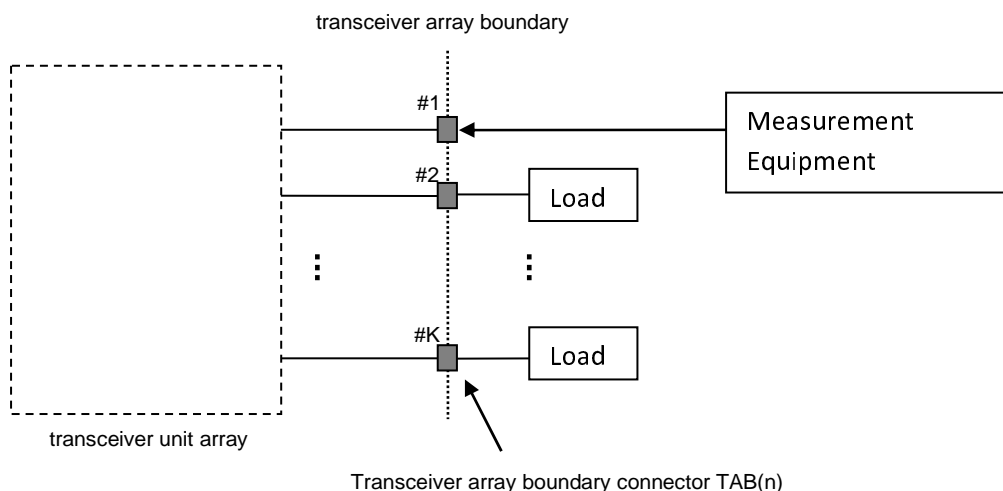 transceiver array boundary
#1
Measurement
Equipment
#2
Load
#K
Load
transceiver unit array
Transceiver array boundary connector TAB(n)